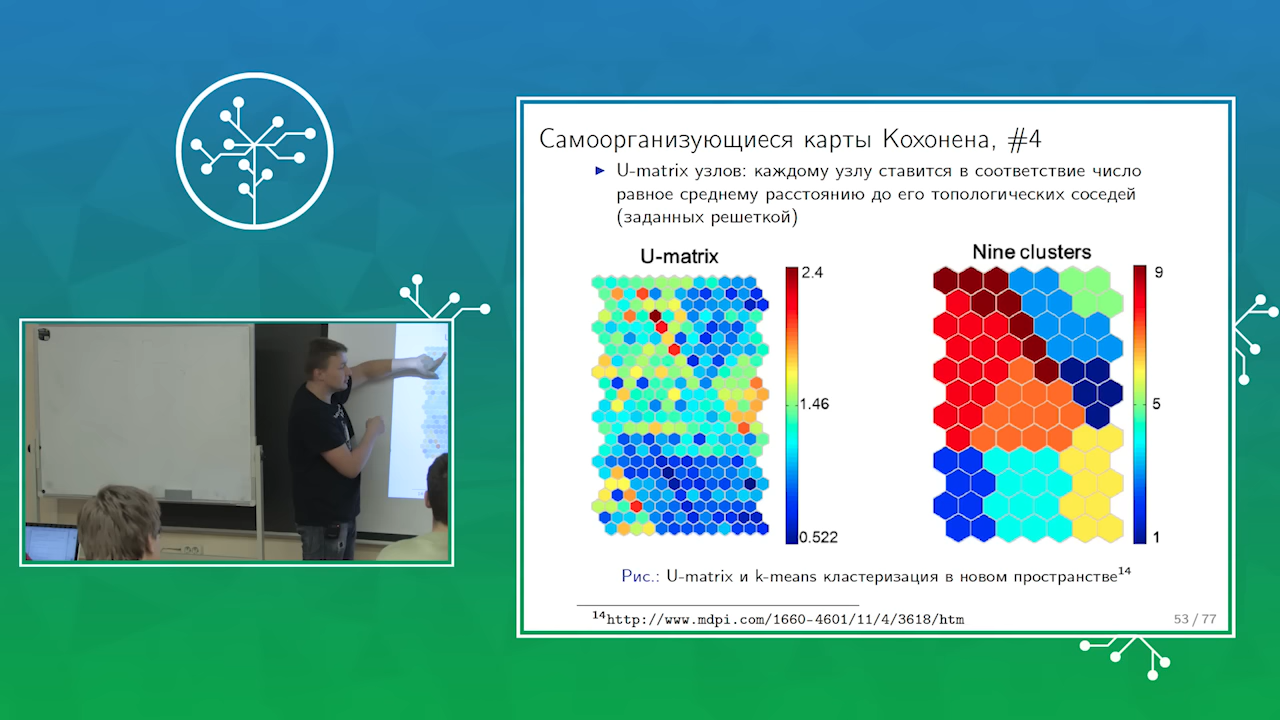 Самоорганизующиеся карты Кохонена, #4
U-matrix узлов: каждому узлу ставится в соответствие число
равное среднему расстоянию до его топологических соседей
(заданных решеткой)
U-matrix
2.4
1.46
0.522
Nine clusters
9
5
1
Рис.: U-matrix и k-means кластеризация в новом пространстве14
14http://www.mdpi.com/1660-4601/11/4/3618/htm
53 / 77